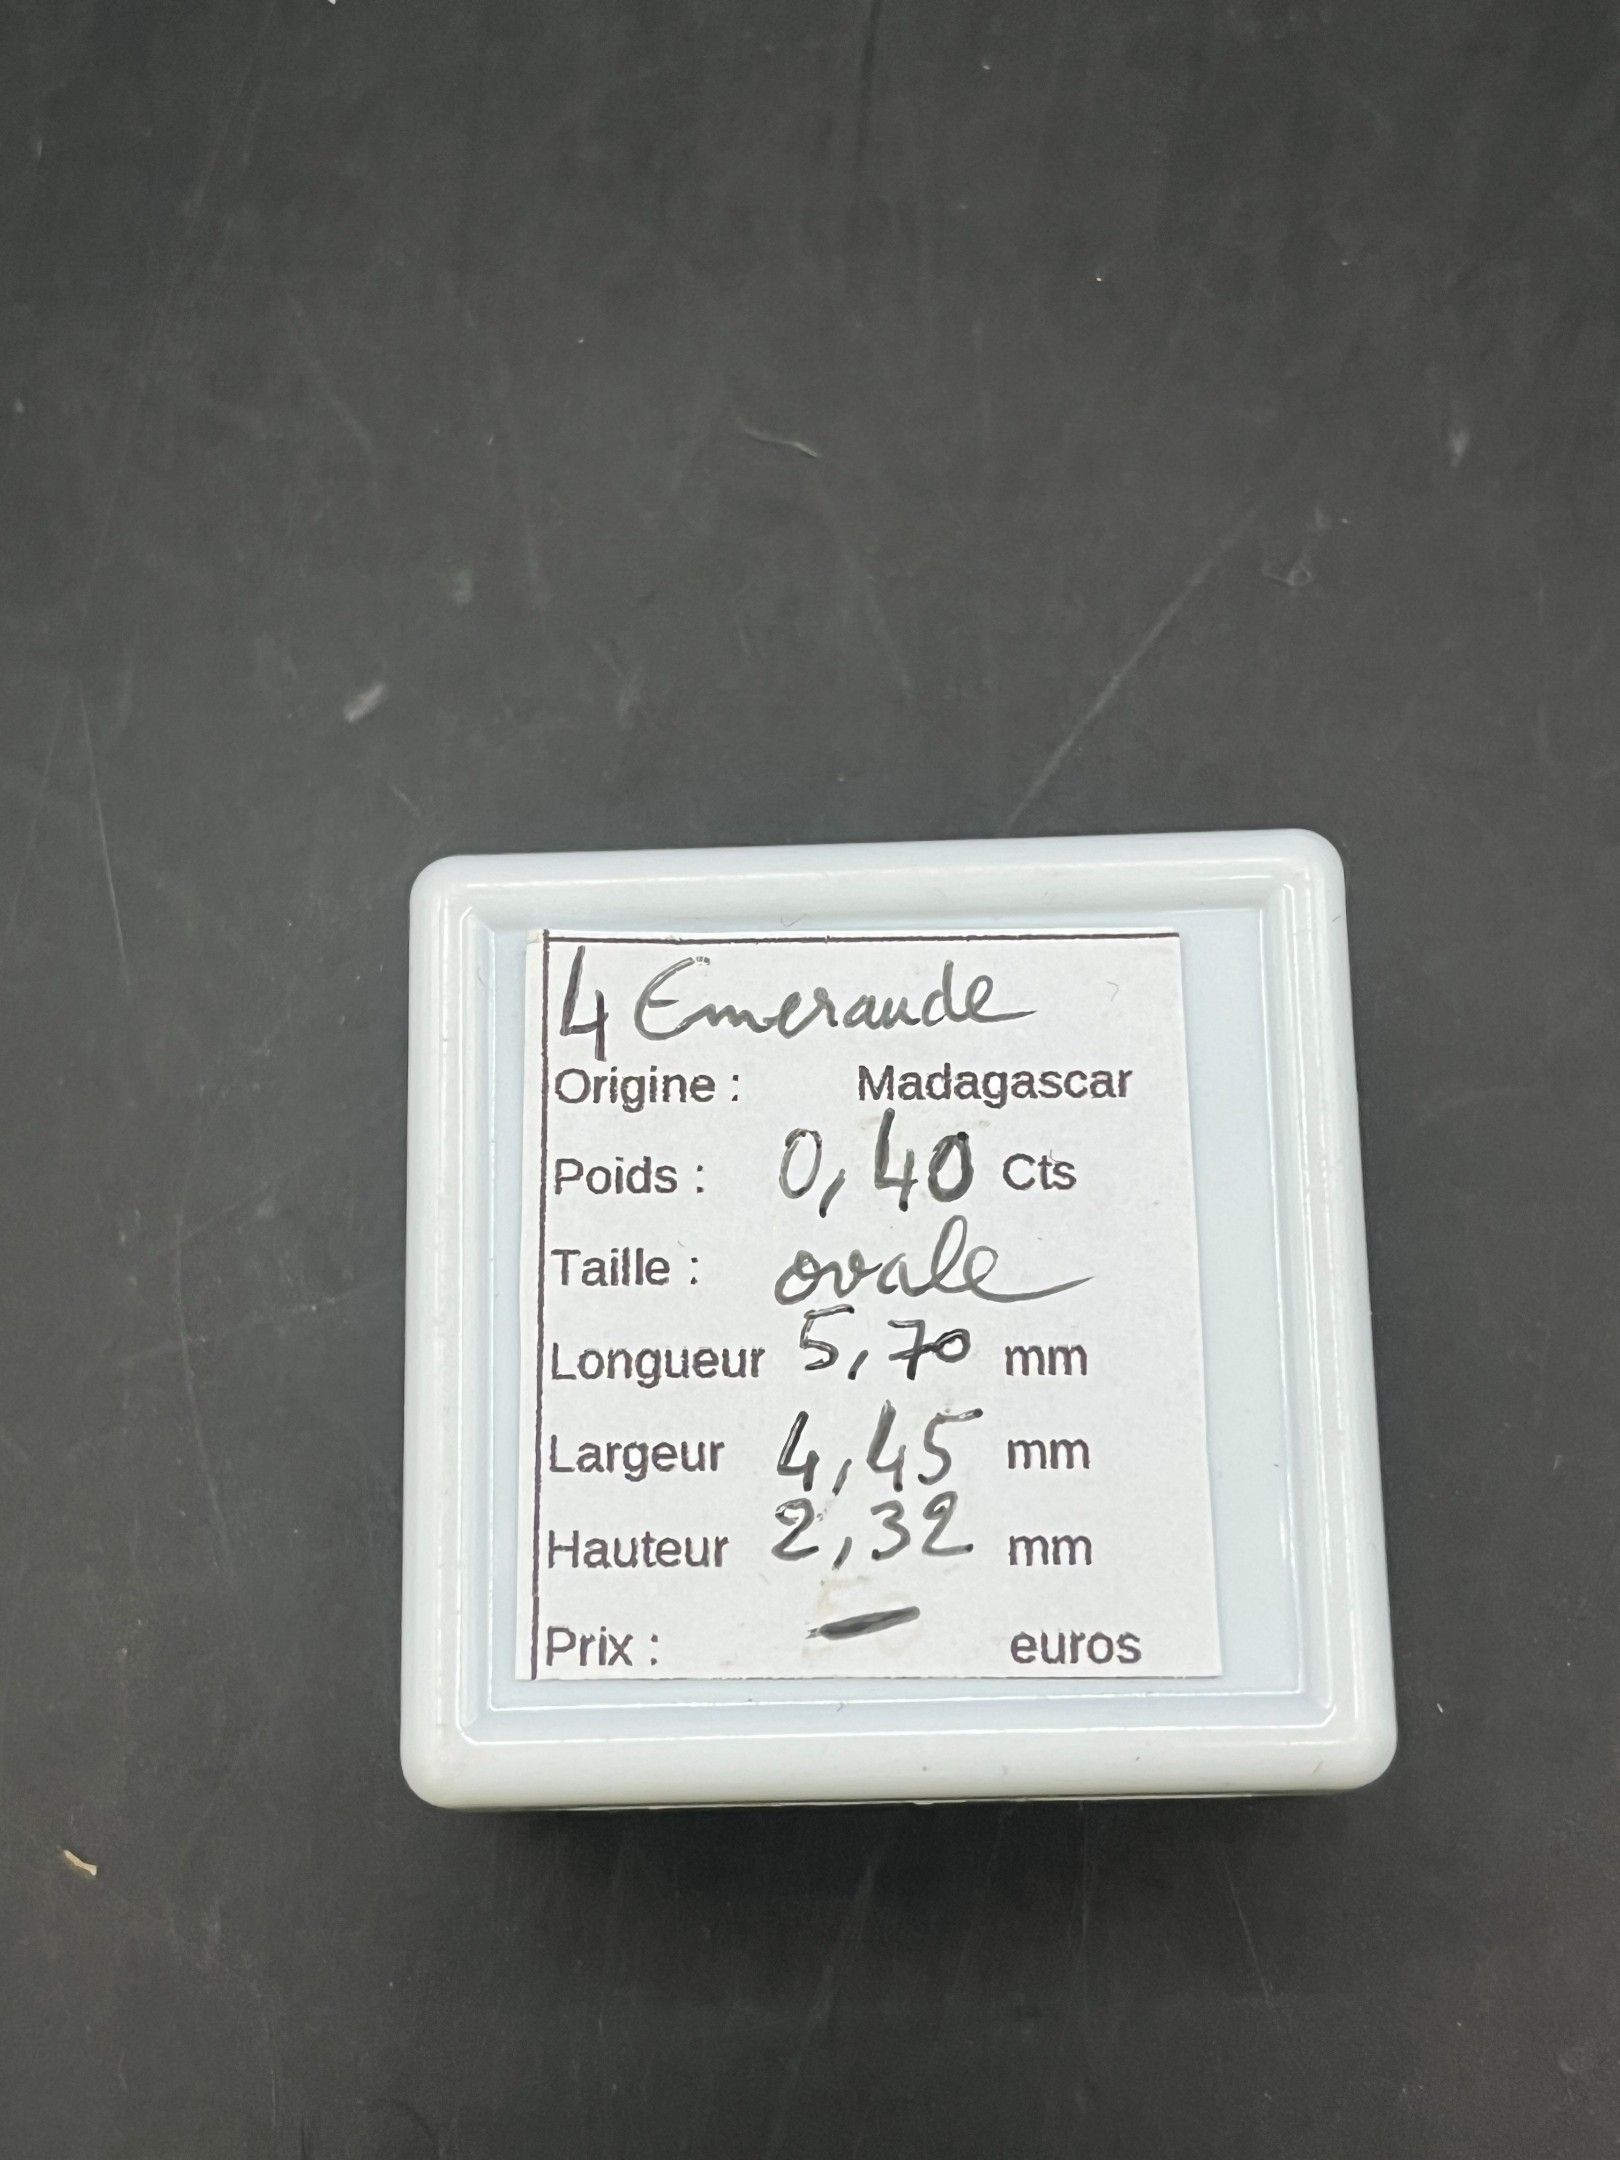 4 Emeraude
Origine : Madagascar
Poids : 0,40 Cts
Taille : ovale
Longueur 5,70 mm
Largeur 4,45 mm
Hauteur 2,32 mm
Prix : — euros